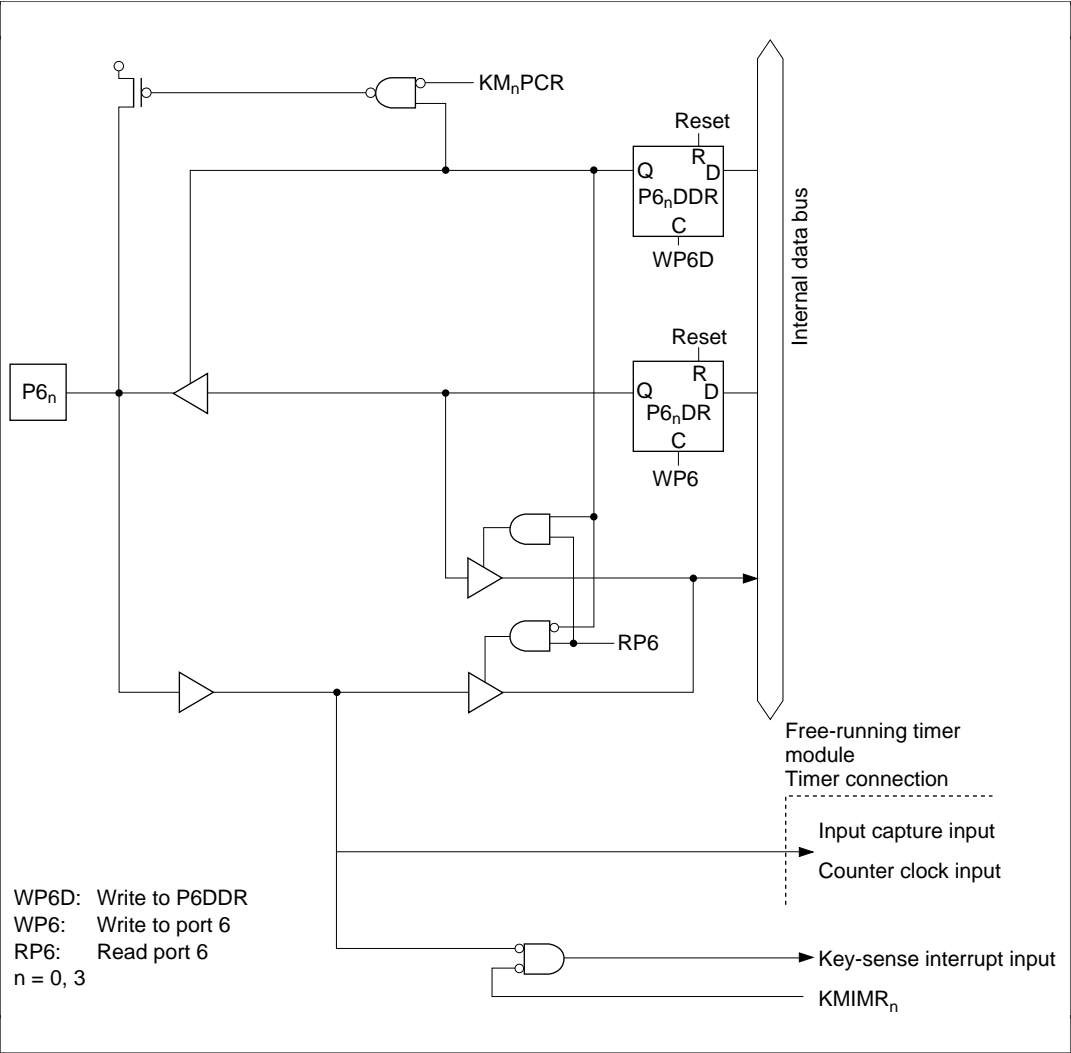 KMnPCR
Reset
R
Q
D
P6nDDR
C
WP6D
Internal data bus
Reset
R
P6n
Q
D
P6nDR
C
WP6
RP6
Free-running timer
module
Timer connection
Input capture input
Counter clock input
WP6D: Write to P6DDR
WP6: Write to port 6
RP6: Read port 6
n = 0, 3
Key-sense interrupt input
KMIMRn